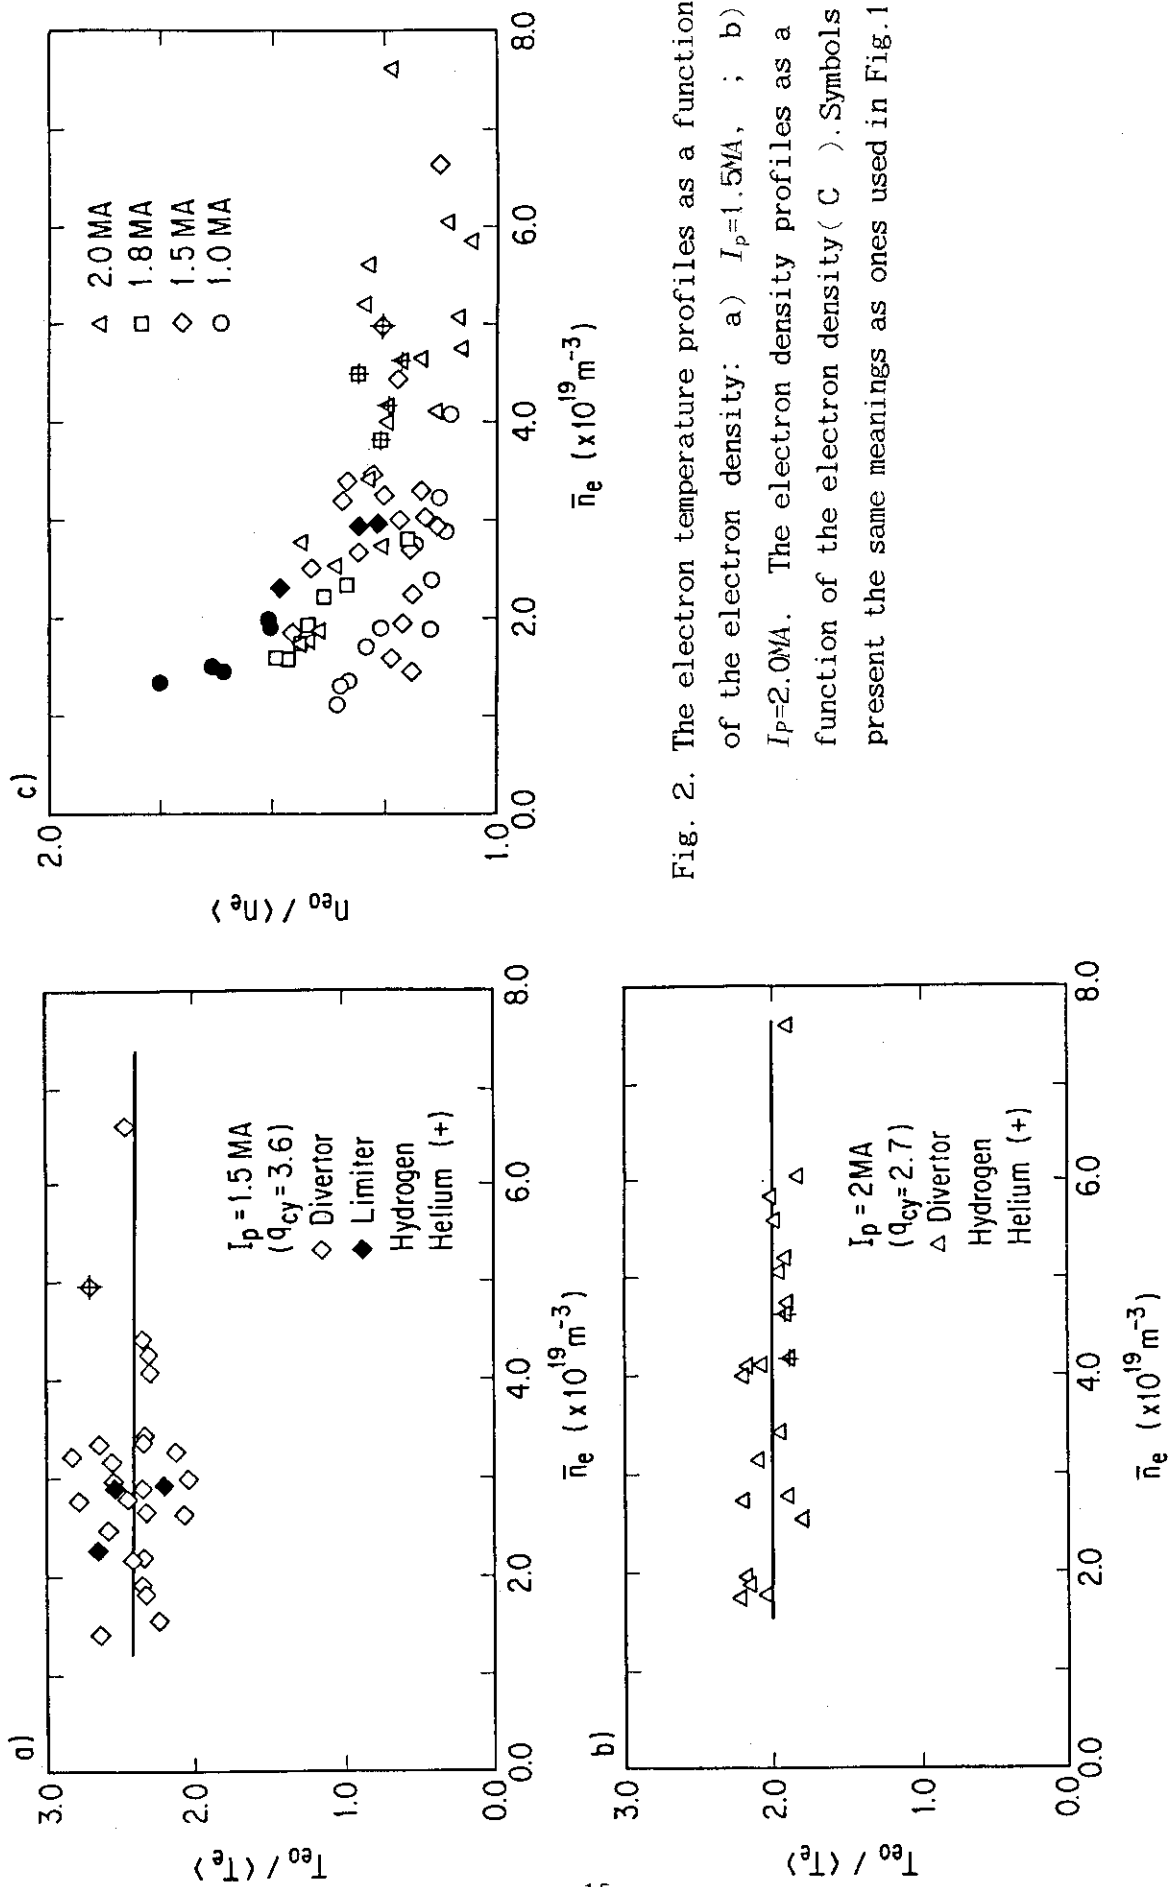 a)
3.0
2.0
1.0
0.0
T_eo / ⟨T_e⟩
I_p = 1.5 MA
(q_cy = 3.6)
◇ Divertor
◆ Limiter
Hydrogen
Helium (+)
0.0 2.0 4.0 6.0 8.0
n̄_e (x10^19 m^-3)
b)
3.0
2.0
1.0
0.0
T_eo / ⟨T_e⟩
I_p = 2MA
(q_cy = 2.7)
△ Divertor
Hydrogen
Helium (+)
0.0 2.0 4.0 6.0 8.0
n̄_e (x10^19 m^-3)
c)
2.0
1.0
n_eo / ⟨n_e⟩
△ 2.0 MA
□ 1.8 MA
◇ 1.5 MA
○ 1.0 MA
0.0 2.0 4.0 6.0 8.0
n̄_e (x10^19 m^-3)
Fig. 2. The electron temperature profiles as a function
of the electron density: a) I_p=1.5MA, ; b)
I_P=2.0MA. The electron density profiles as a
function of the electron density( C ).Symbols
present the same meanings as ones used in Fig.1